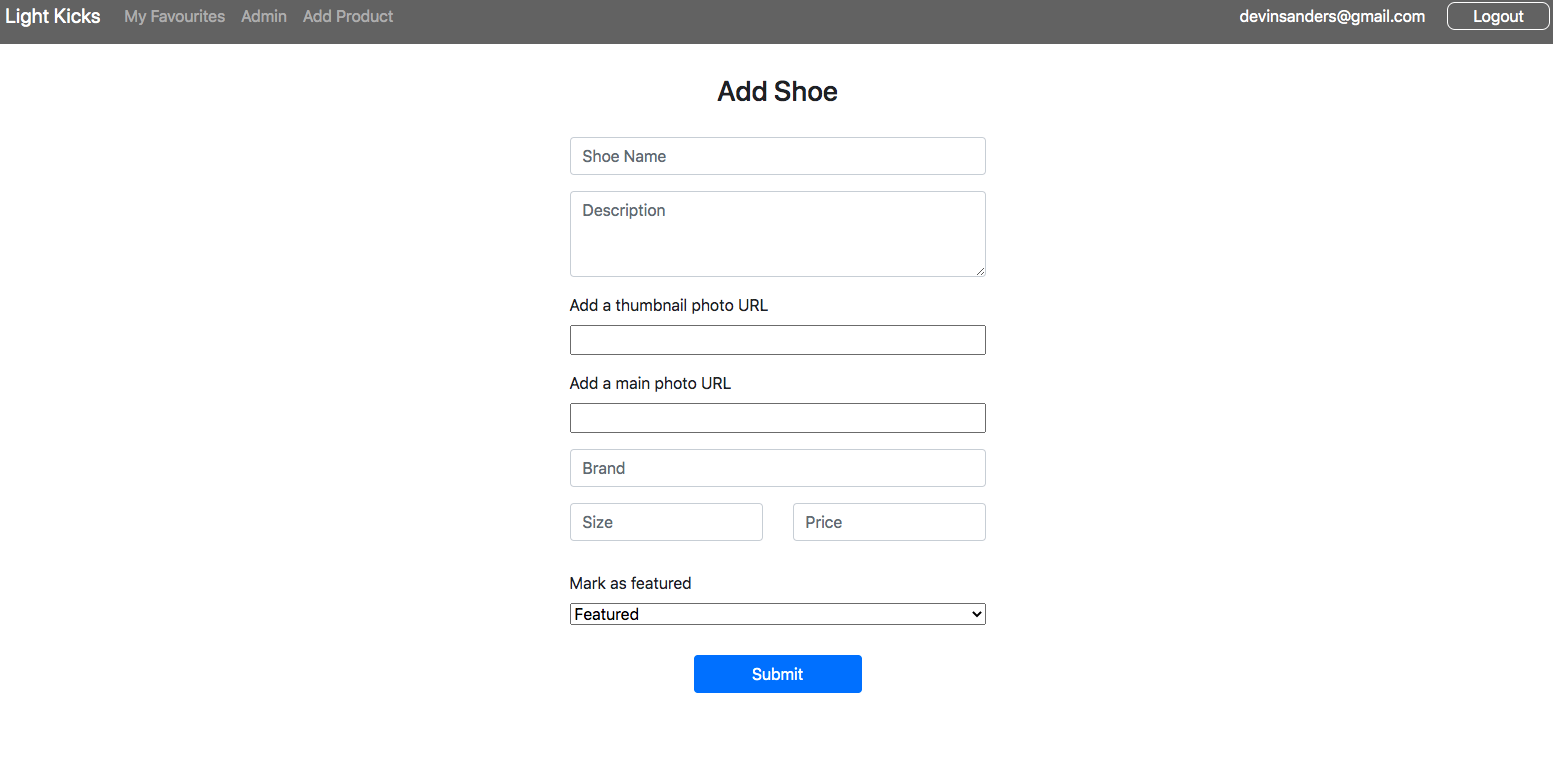 Light Kicks My Favourites Admin Add Product devinsanders@gmail.com Logout
Add Shoe
Shoe Name
Description
Add a thumbnail photo URL
Add a main photo URL
Brand
Size Price
Mark as featured
Featured
Submit